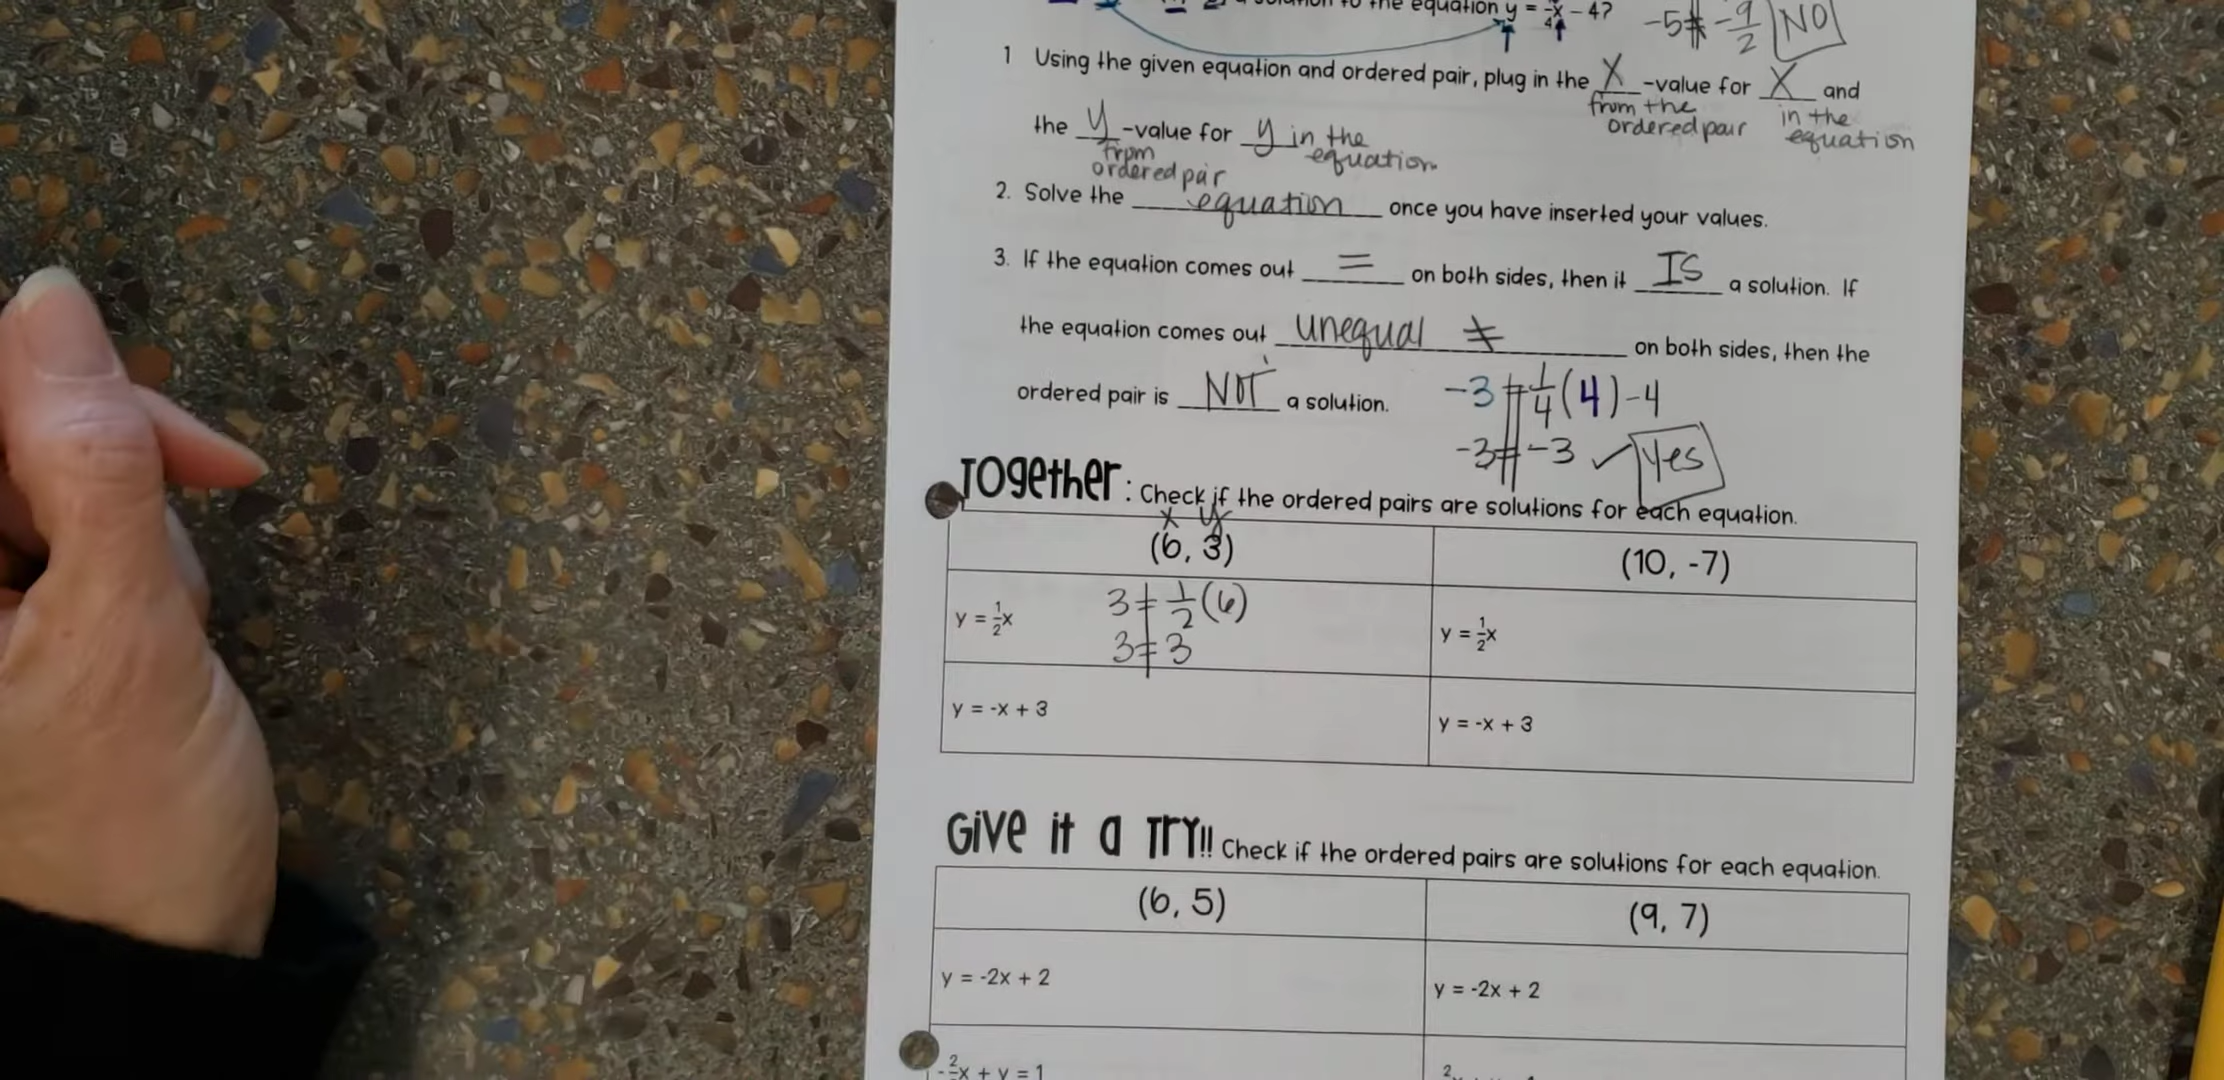 a solution to the equation y = ¼x – 4?
-5 ≠ -9/2 NO
1 Using the given equation and ordered pair, plug in the X -value for X and
from the ordered pair
in the equation
the y -value for y in the equation
from ordered pair
2. Solve the equation once you have inserted your values.
3. If the equation comes out = on both sides, then it IS a solution. If
the equation comes out unequal ≠ on both sides, then the
ordered pair is NOT a solution.
-3 = 1/4 (4) -4
-3 = -3 ✓ Yes
Together: Check if the ordered pairs are solutions for each equation.
x y
(6, 3) (10, -7)
y = ½x 3 = 1/2 (6) y = ½x
3 = 3
y = -x + 3 y = -x + 3
Give it a Try!! Check if the ordered pairs are solutions for each equation.
(6, 5) (9, 7)
y = -2x + 2 y = -2x + 2
-2/3x + y = 1